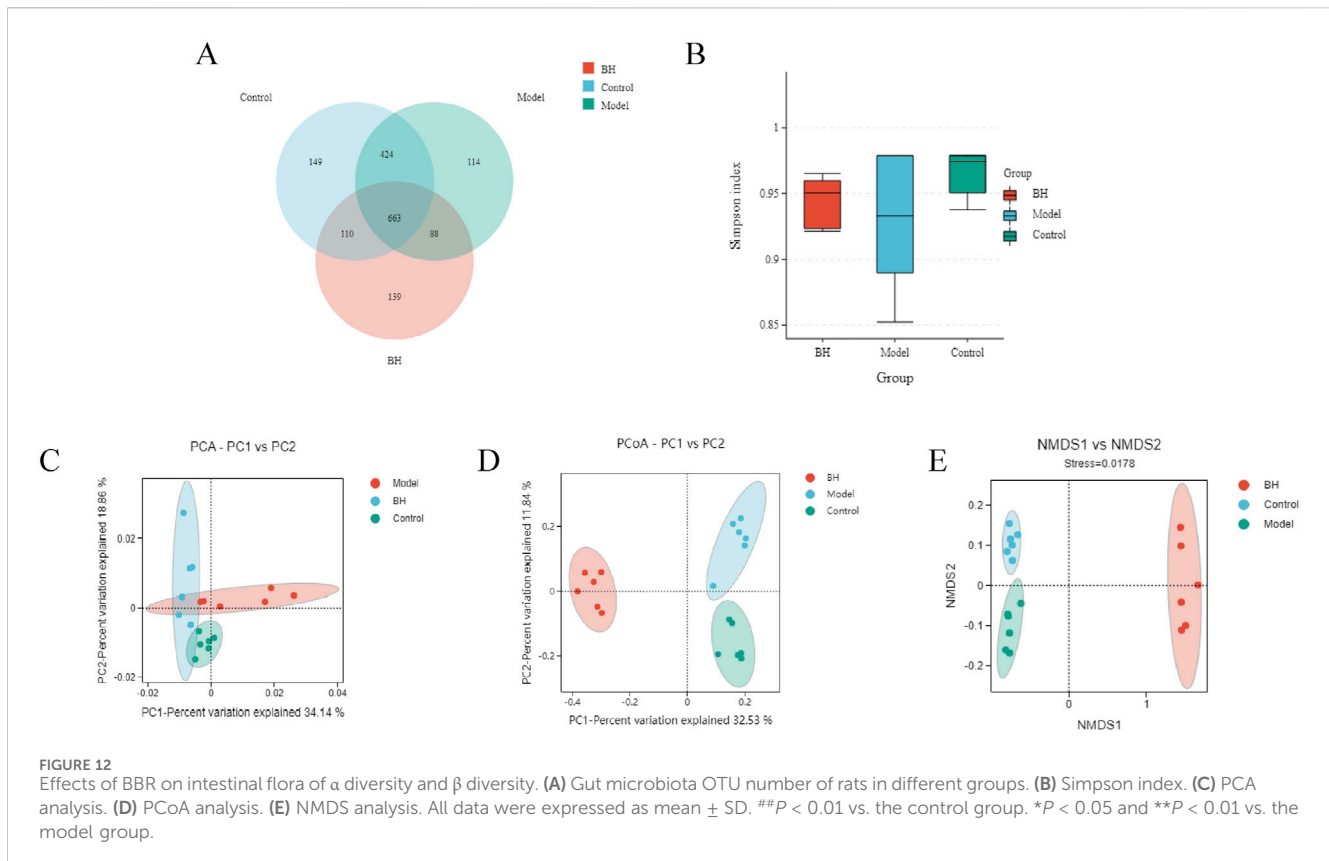 A
BH
Control
Model
Control
Model
149
424
114
663
110
88
139
BH
B
Simpson index
1
0.95
0.9
0.85
BH
Model
Control
Group
Group
BH
Model
Control
C
PCA - PC1 vs PC2
Model
BH
Control
PC2-Percent variation explained 18.86 %
0.02
0
-0.02
-0.02
0
0.02
0.04
PC1-Percent variation explained 34.14 %
D
PCoA - PC1 vs PC2
BH
Model
Control
PC2-Percent variation explained 11.84 %
0.2
0
-0.2
-0.4
-0.2
0
0.2
PC1-Percent variation explained 32.53 %
E
NMDS1 vs NMDS2
Stress=0.0178
BH
Control
Model
NMDS2
0.2
0.1
0
-0.1
-0.2
0
1
NMDS1
FIGURE 12
Effects of BBR on intestinal flora of α diversity and β diversity. (A) Gut microbiota OTU number of rats in different groups. (B) Simpson index. (C) PCA
analysis. (D) PCoA analysis. (E) NMDS analysis. All data were expressed as mean ± SD. ##P < 0.01 vs. the control group. *P < 0.05 and **P < 0.01 vs. the
model group.